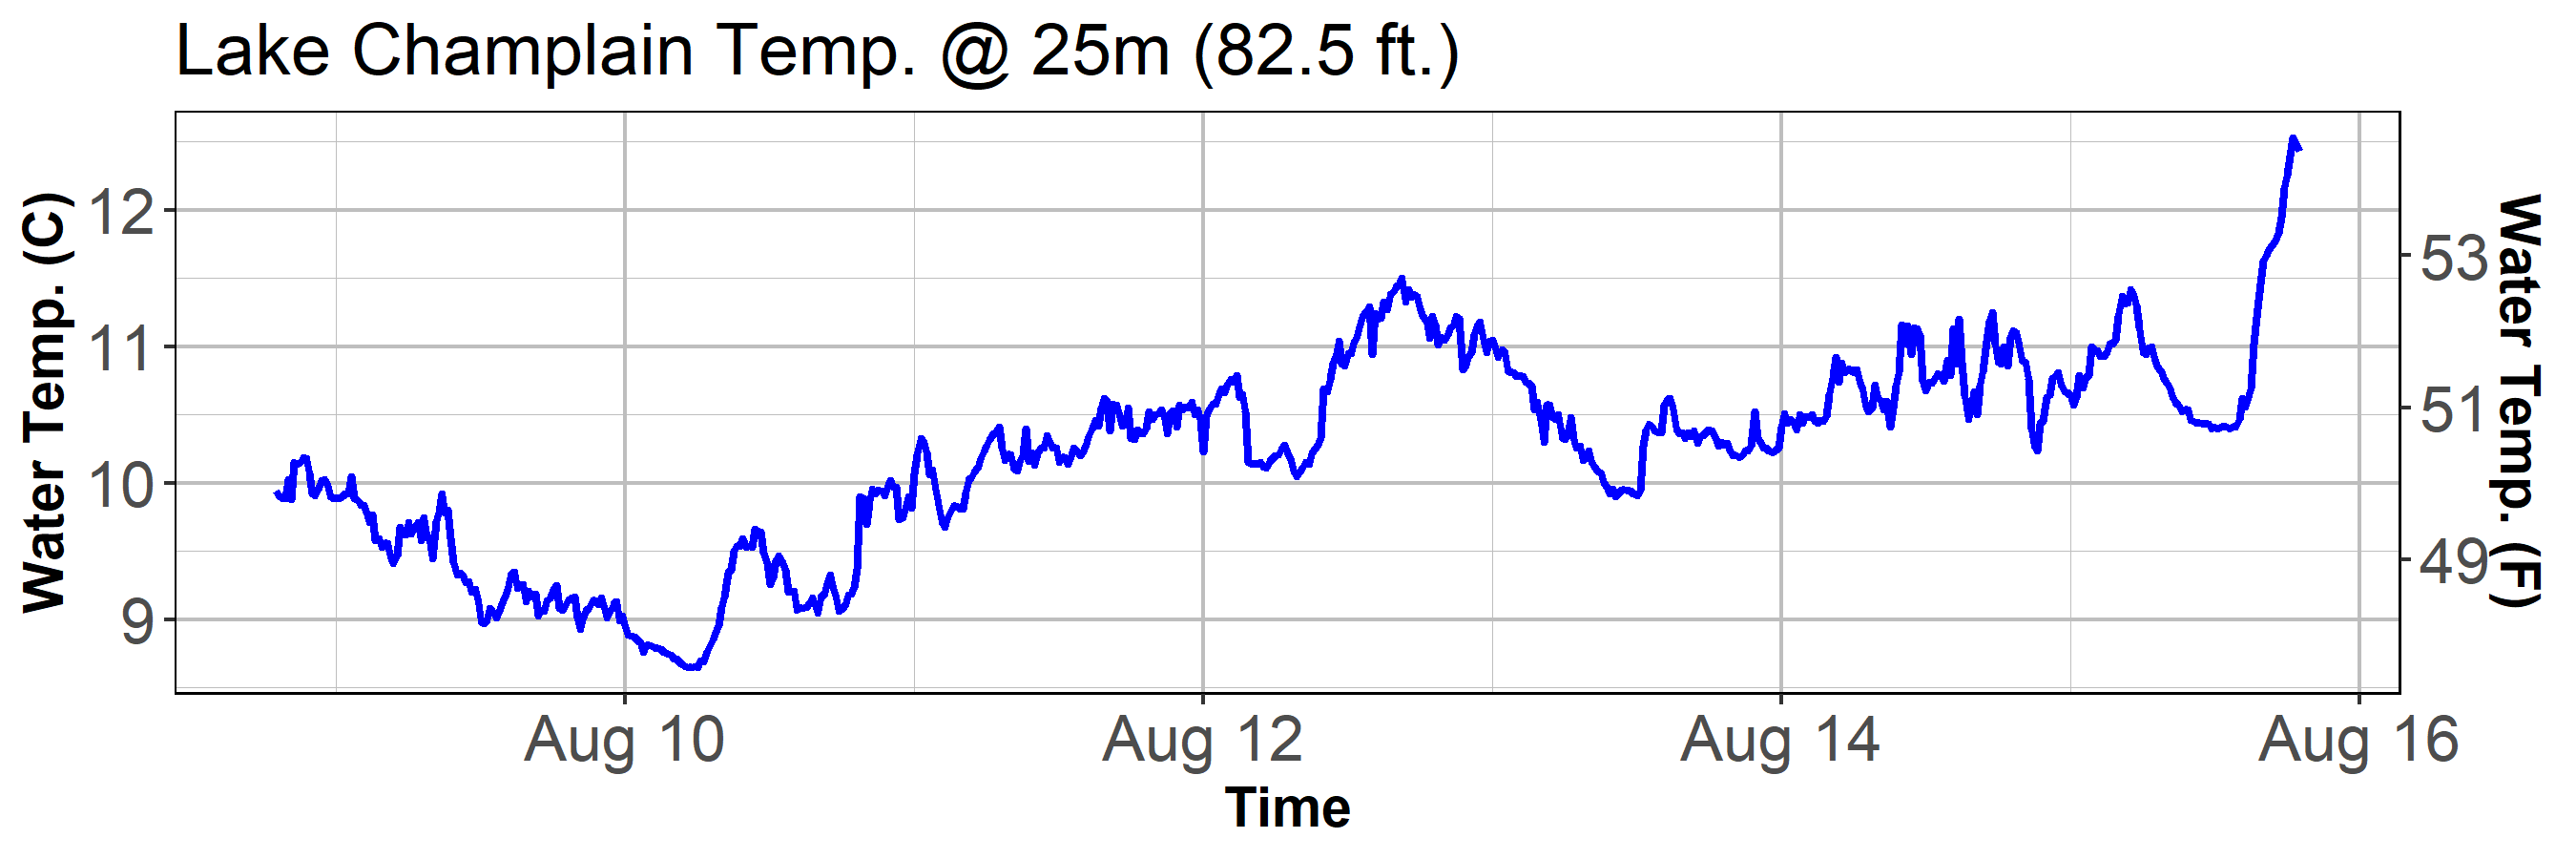 Lake Champlain Temp. @ 25m (82.5 ft.)
Water Temp. (C)
12
11
10
9
53
51
49
Water Temp. (F)
Aug 10
Aug 12
Aug 14
Aug 16
Time